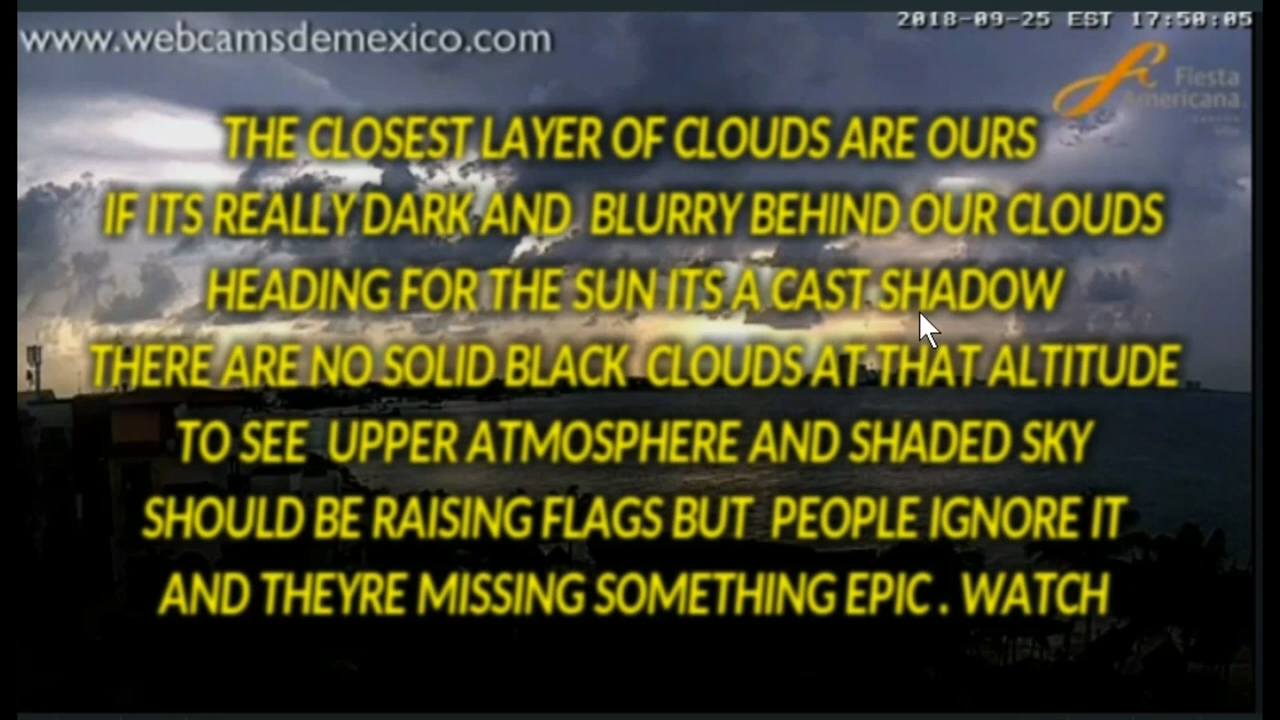 2018-09-25 EST 17:50:05
www.webcamsdemexico.com
Fiesta
Americana
THE CLOSEST LAYER OF CLOUDS ARE OURS
IF ITS REALLY DARK AND BLURRY BEHIND OUR CLOUDS
HEADING FOR THE SUN ITS A CAST SHADOW
THERE ARE NO SOLID BLACK CLOUDS AT THAT ALTITUDE
TO SEE UPPER ATMOSPHERE AND SHADED SKY
SHOULD BE RAISING FLAGS BUT PEOPLE IGNORE IT
AND THEYRE MISSING SOMETHING EPIC . WATCH